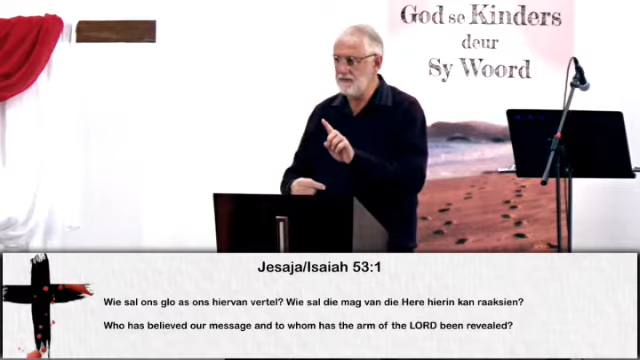 God se Kinders
deur
Sy Woord
Jesaja/Isaiah 53:1
Wie sal ons glo as ons hiervan vertel? Wie sal die mag van die Here hierin kan raaksien?
Who has believed our message and to whom has the arm of the LORD been revealed?